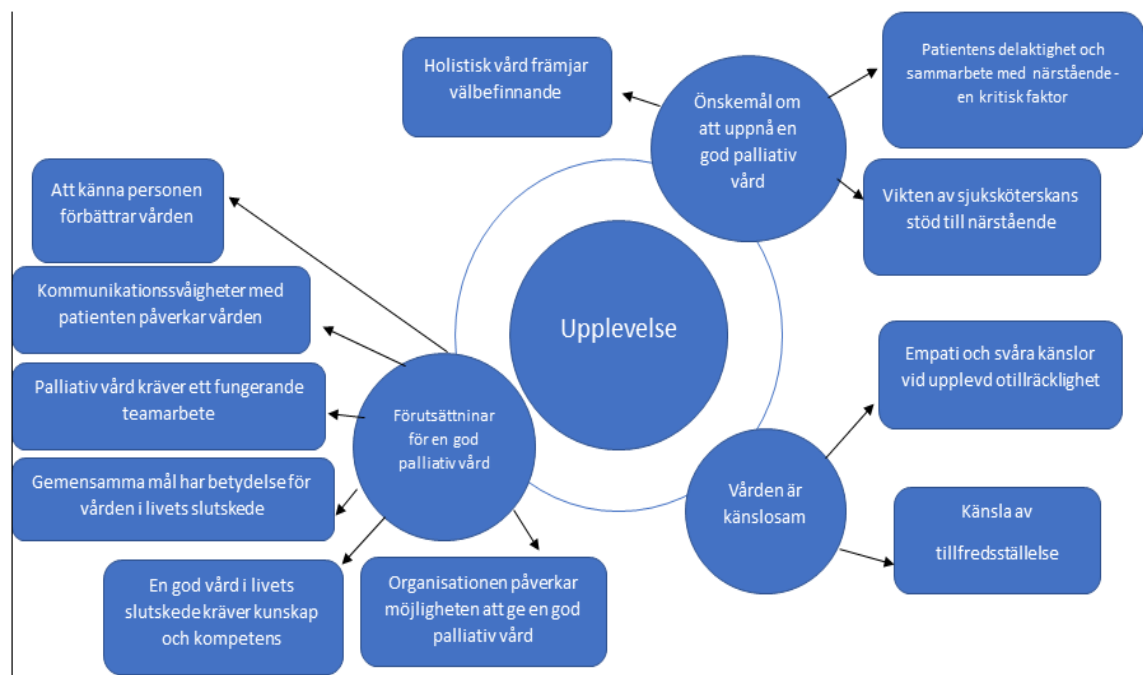 Holistisk vård främjar
välbefinnande
Önskemål om
att uppnå en
god palliativ
vård
Patientens delaktighet och
sammarbete med närstående -
en kritisk faktor
Vikten av sjuksköterskans
stöd till närstående
Att känna personen
förbättrar vården
Kommunikationssvåigheter med
patienten påverkar vården
Palliativ vård kräver ett fungerande
teamarbete
Gemensamma mål har betydelse för
vården i livets slutskede
En god vård i livets
slutskede kräver kunskap
och kompetens
Organisationen påverkar
möjligheten att ge en god
palliativ vård
Förutsättninar
för en god
palliativ vård
Upplevelse
Vården är
känslosam
Empati och svåra känslor
vid upplevd otillräcklighet
Känsla av
tillfredsställelse